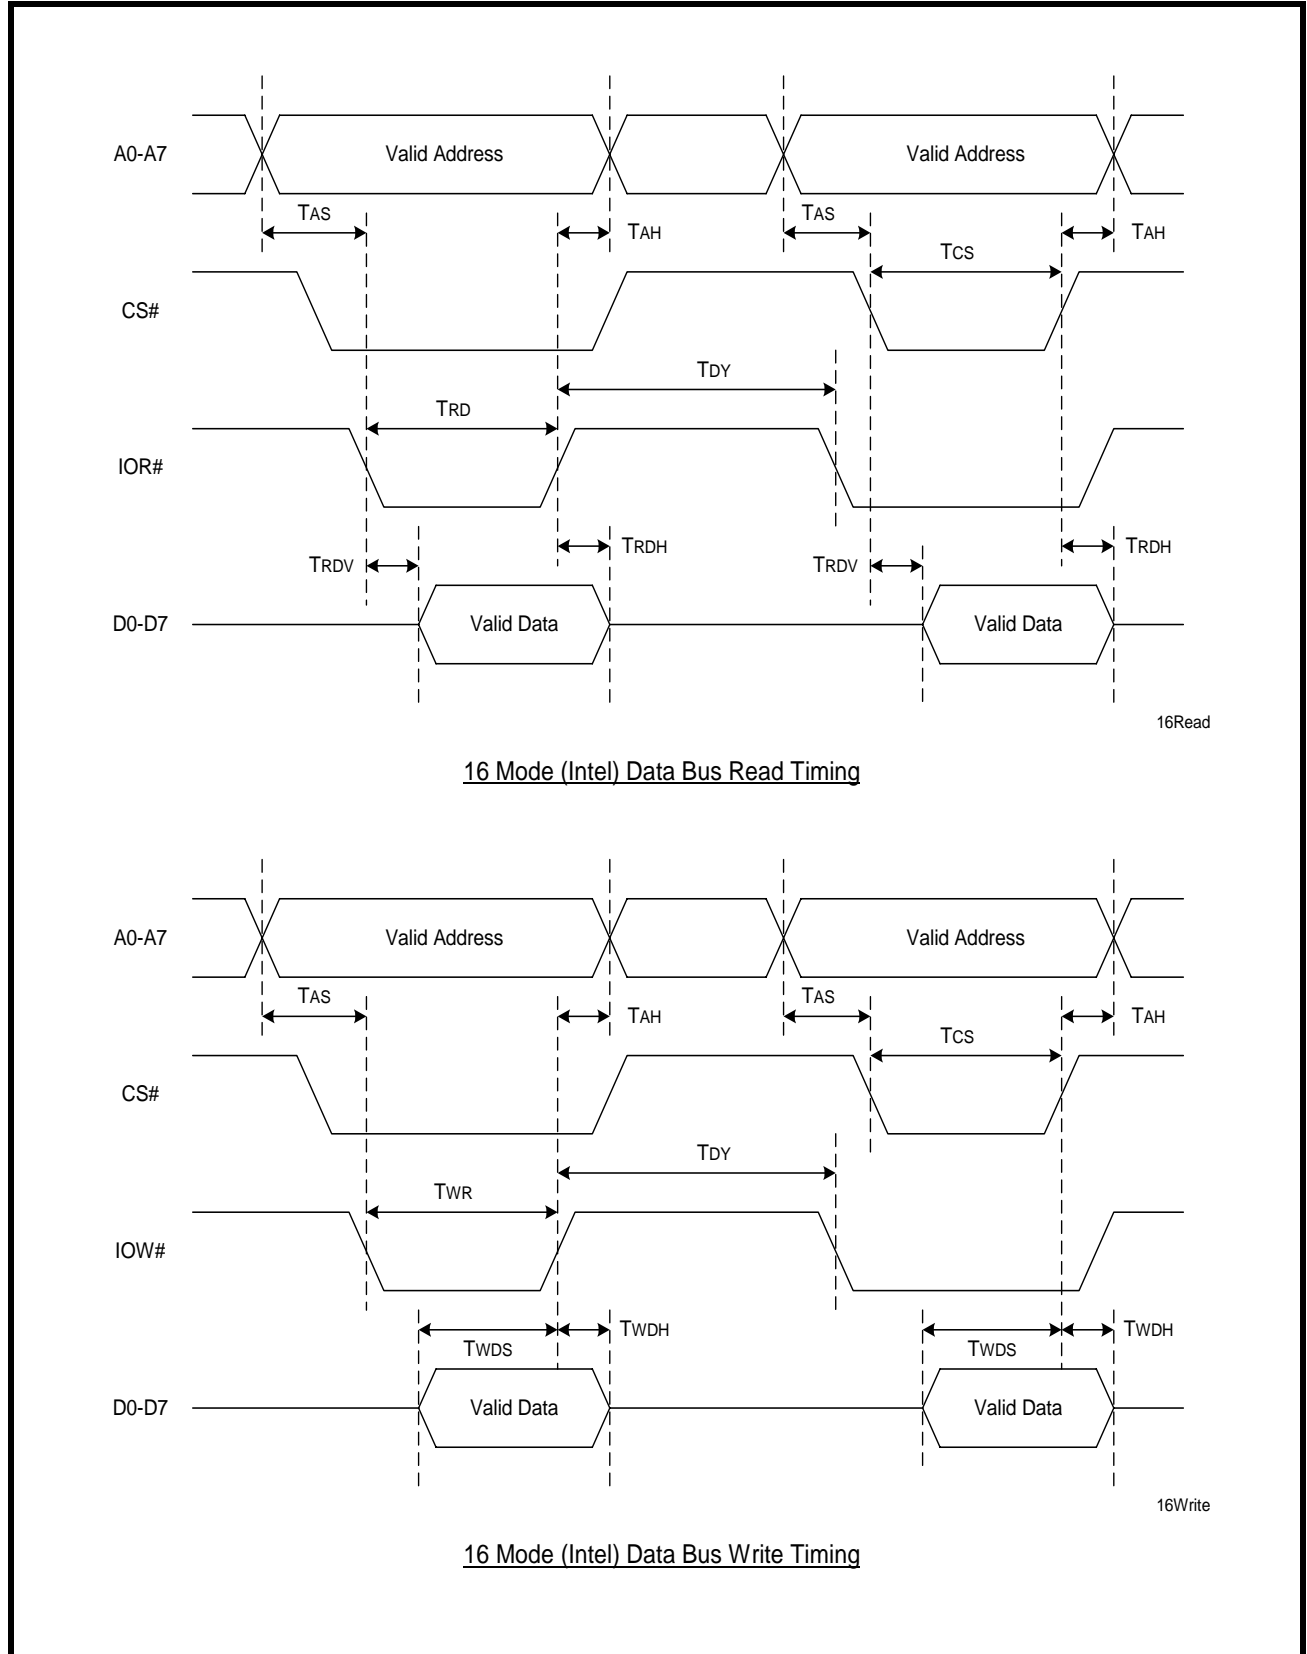 A0-A7 Valid Address Valid Address
TAS TAH TAS TAH
TCS
CS#
TDY
TRD
IOR#
TRDH TRDH
TRDV TRDV
D0-D7 Valid Data Valid Data
16Read
16 Mode (Intel) Data Bus Read Timing
A0-A7 Valid Address Valid Address
TAS TAH TAS TAH
TCS
CS#
TDY
TWR
IOW#
TWDH TWDH
TWDS TWDS
D0-D7 Valid Data Valid Data
16Write
16 Mode (Intel) Data Bus Write Timing